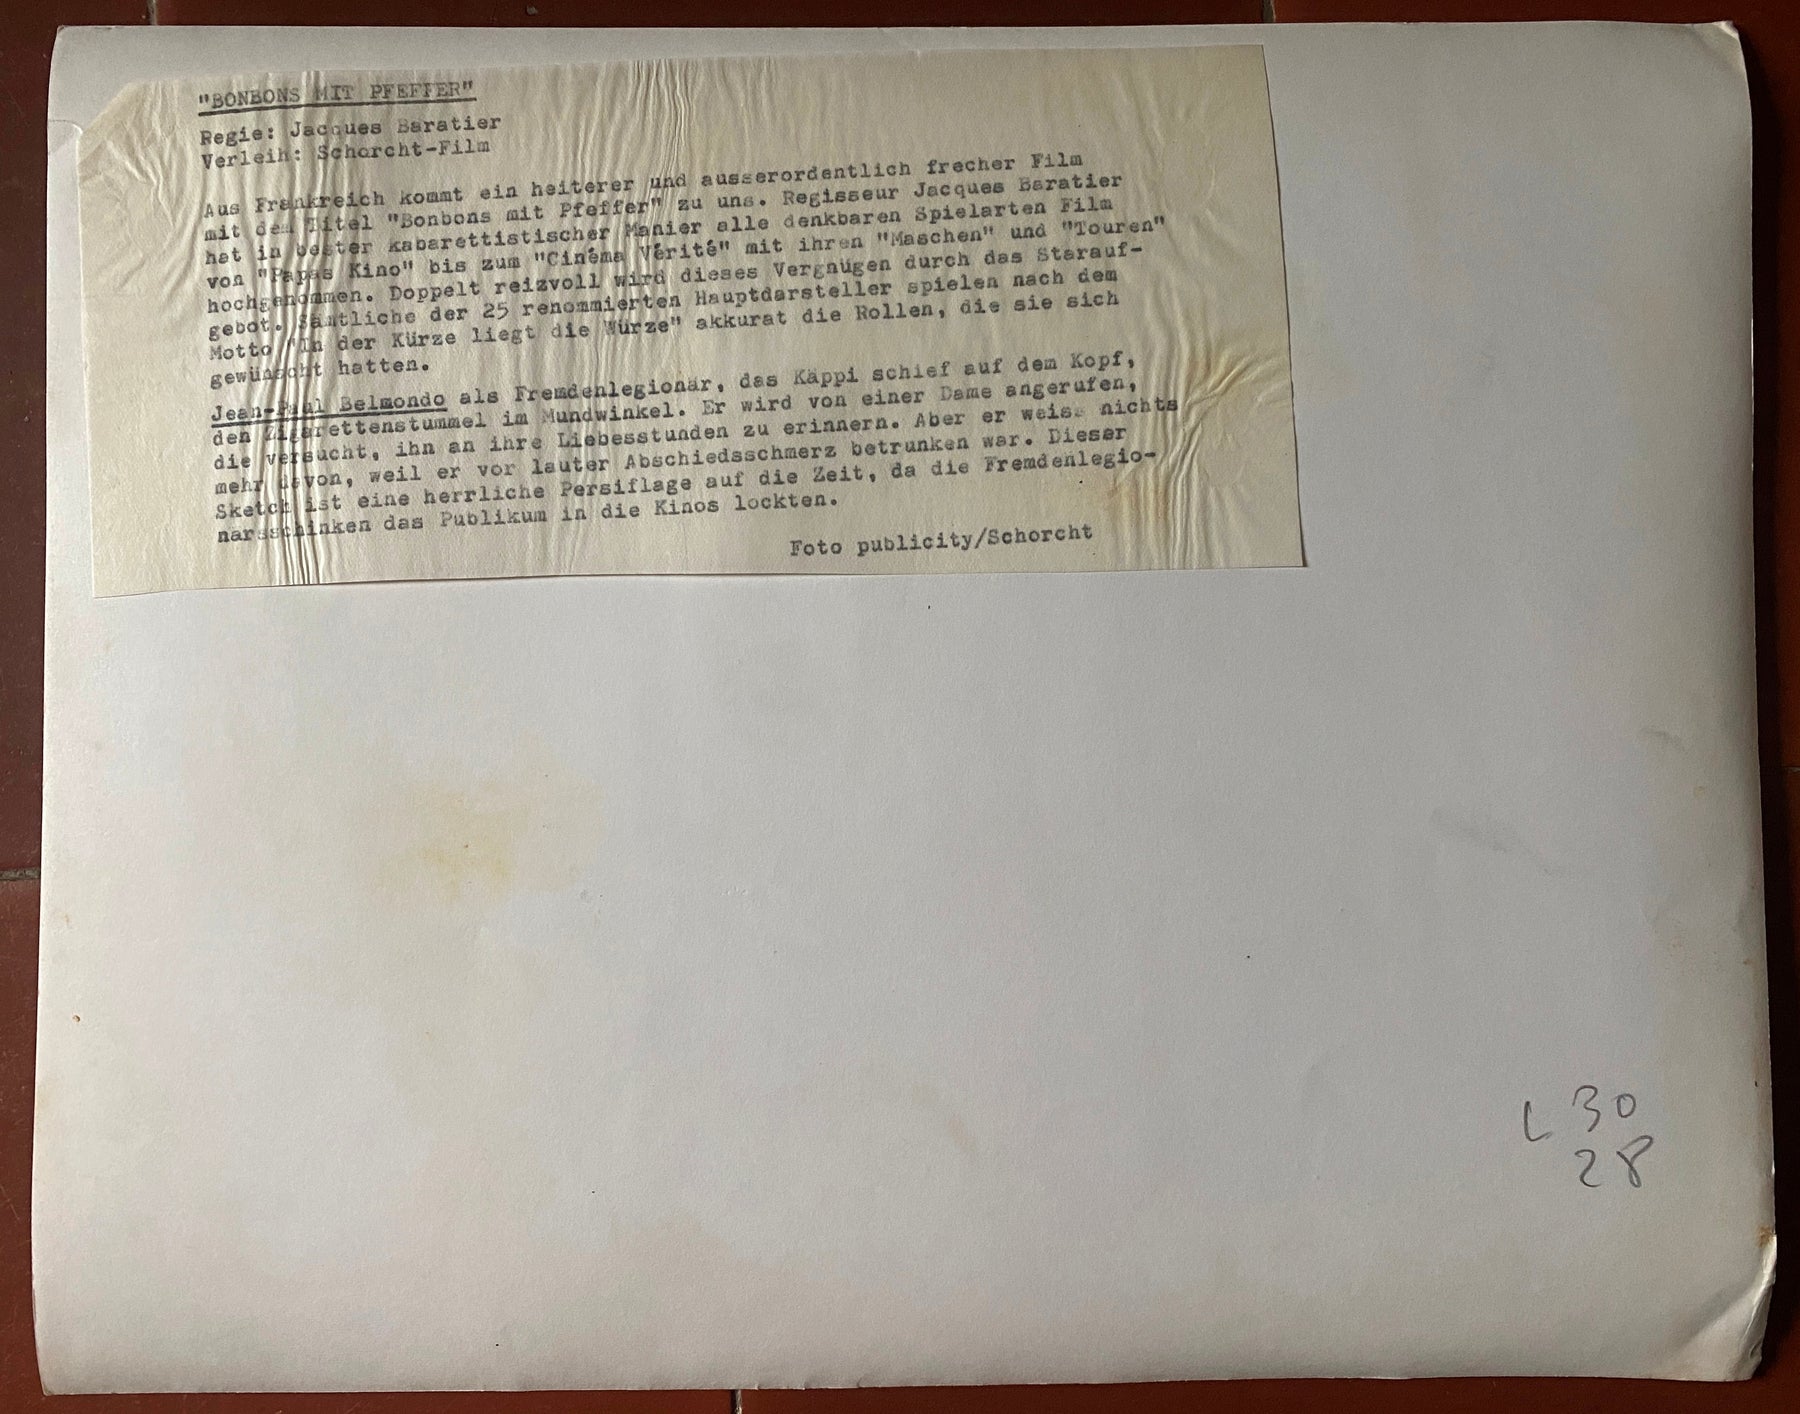 "BONBONS MIT PFEFFER"
Regie: Jacques Baratier
Verleih: Schorcht-Film
Aus Frankreich kommt ein heiterer und ausserordentlich frecher Film
mit dem Titel "Bonbons mit Pfeffer" zu uns. Regisseur Jacques Baratier
hat in bester kabarettistischer Manier alle denkbaren Spielarten Film
von "Papas Kino" bis zum "Cinéma Vérité" mit ihren "Maschen" und "Touren"
hochgenommen. Doppelt reizvoll wird dieses Vergnügen durch das Starauf-
gebot. Sämtliche der 25 renommierten Hauptdarsteller spielen nach dem
Motto "In der Kürze liegt die Würze" akkurat die Rollen, die sie sich
gewünscht hatten.
Jean-Paul Belmondo als Fremdenlegionär, das Käppi schief auf dem Kopf,
den Zigarettenstummel im Mundwinkel. Er wird von einer Dame angerufen,
die versucht, ihn an ihre Liebesstunden zu erinnern. Aber er weiss nichts
mehr davon, weil er vor lauter Abschiedsschmerz betrunken war. Dieser
Sketch ist eine herrliche Persiflage auf die Zeit, da die Fremdenlegio-
narsschinken das Publikum in die Kinos lockten.
Foto publicity/Schorcht
L 30
28